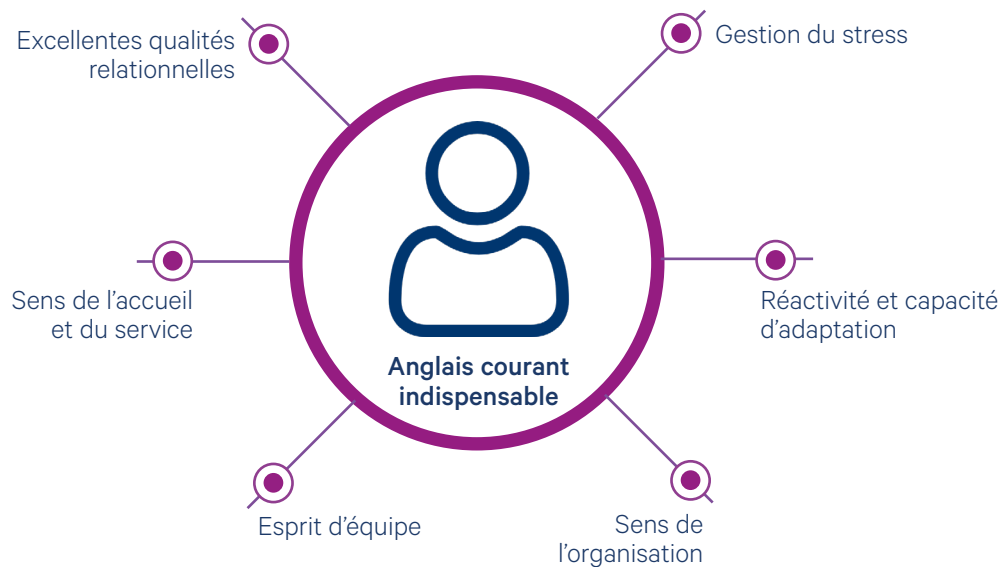 Excellentes qualités
relationnelles
Gestion du stress
Sens de l’accueil
et du service
Réactivité et capacité
d’adaptation
Anglais courant
indispensable
Esprit d’équipe
Sens de
l’organisation